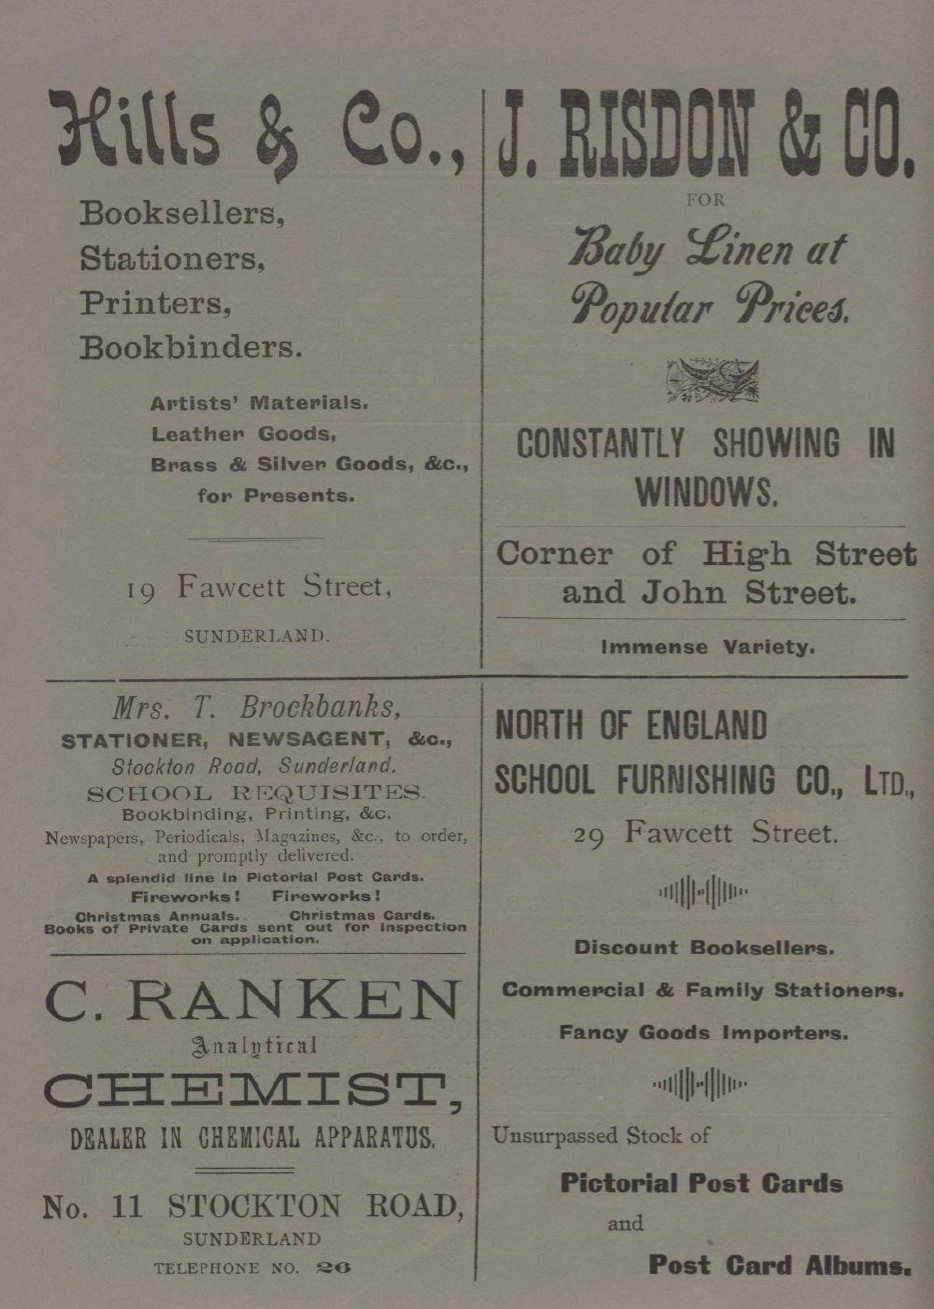 Hills & Co.,
Booksellers,
Stationers,
Printers,
Bookbinders.
Artists' Materials.
Leather Goods,
Brass & Silver Goods, &c.,
for Presents.
19 Fawcett Street,
SUNDERLAND.
J. RISDON & CO.
FOR
Baby Linen at
Popular Prices.
CONSTANTLY SHOWING IN
WINDOWS.
Corner of High Street
and John Street.
Immense Variety.
Mrs. T. Brockbanks,
STATIONER, NEWSAGENT, &c.,
Stockton Road, Sunderland.
SCHOOL REQUISITES.
Bookbinding, Printing, &c.
Newspapers, Periodicals, Magazines, &c., to order,
and promptly delivered.
A splendid line in Pictorial Post Cards.
Fireworks! Fireworks!
Christmas Annuals. Christmas Cards.
Books of Private Cards sent out for inspection
on application.
C. RANKEN
Analytical
CHEMIST,
DEALER IN CHEMICAL APPARATUS.
No. 11 STOCKTON ROAD,
SUNDERLAND
TELEPHONE NO. 26
NORTH OF ENGLAND
SCHOOL FURNISHING CO., LTD.,
29 Fawcett Street.
Discount Booksellers.
Commercial & Family Stationers.
Fancy Goods Importers.
Unsurpassed Stock of
Pictorial Post Cards
and
Post Card Albums.